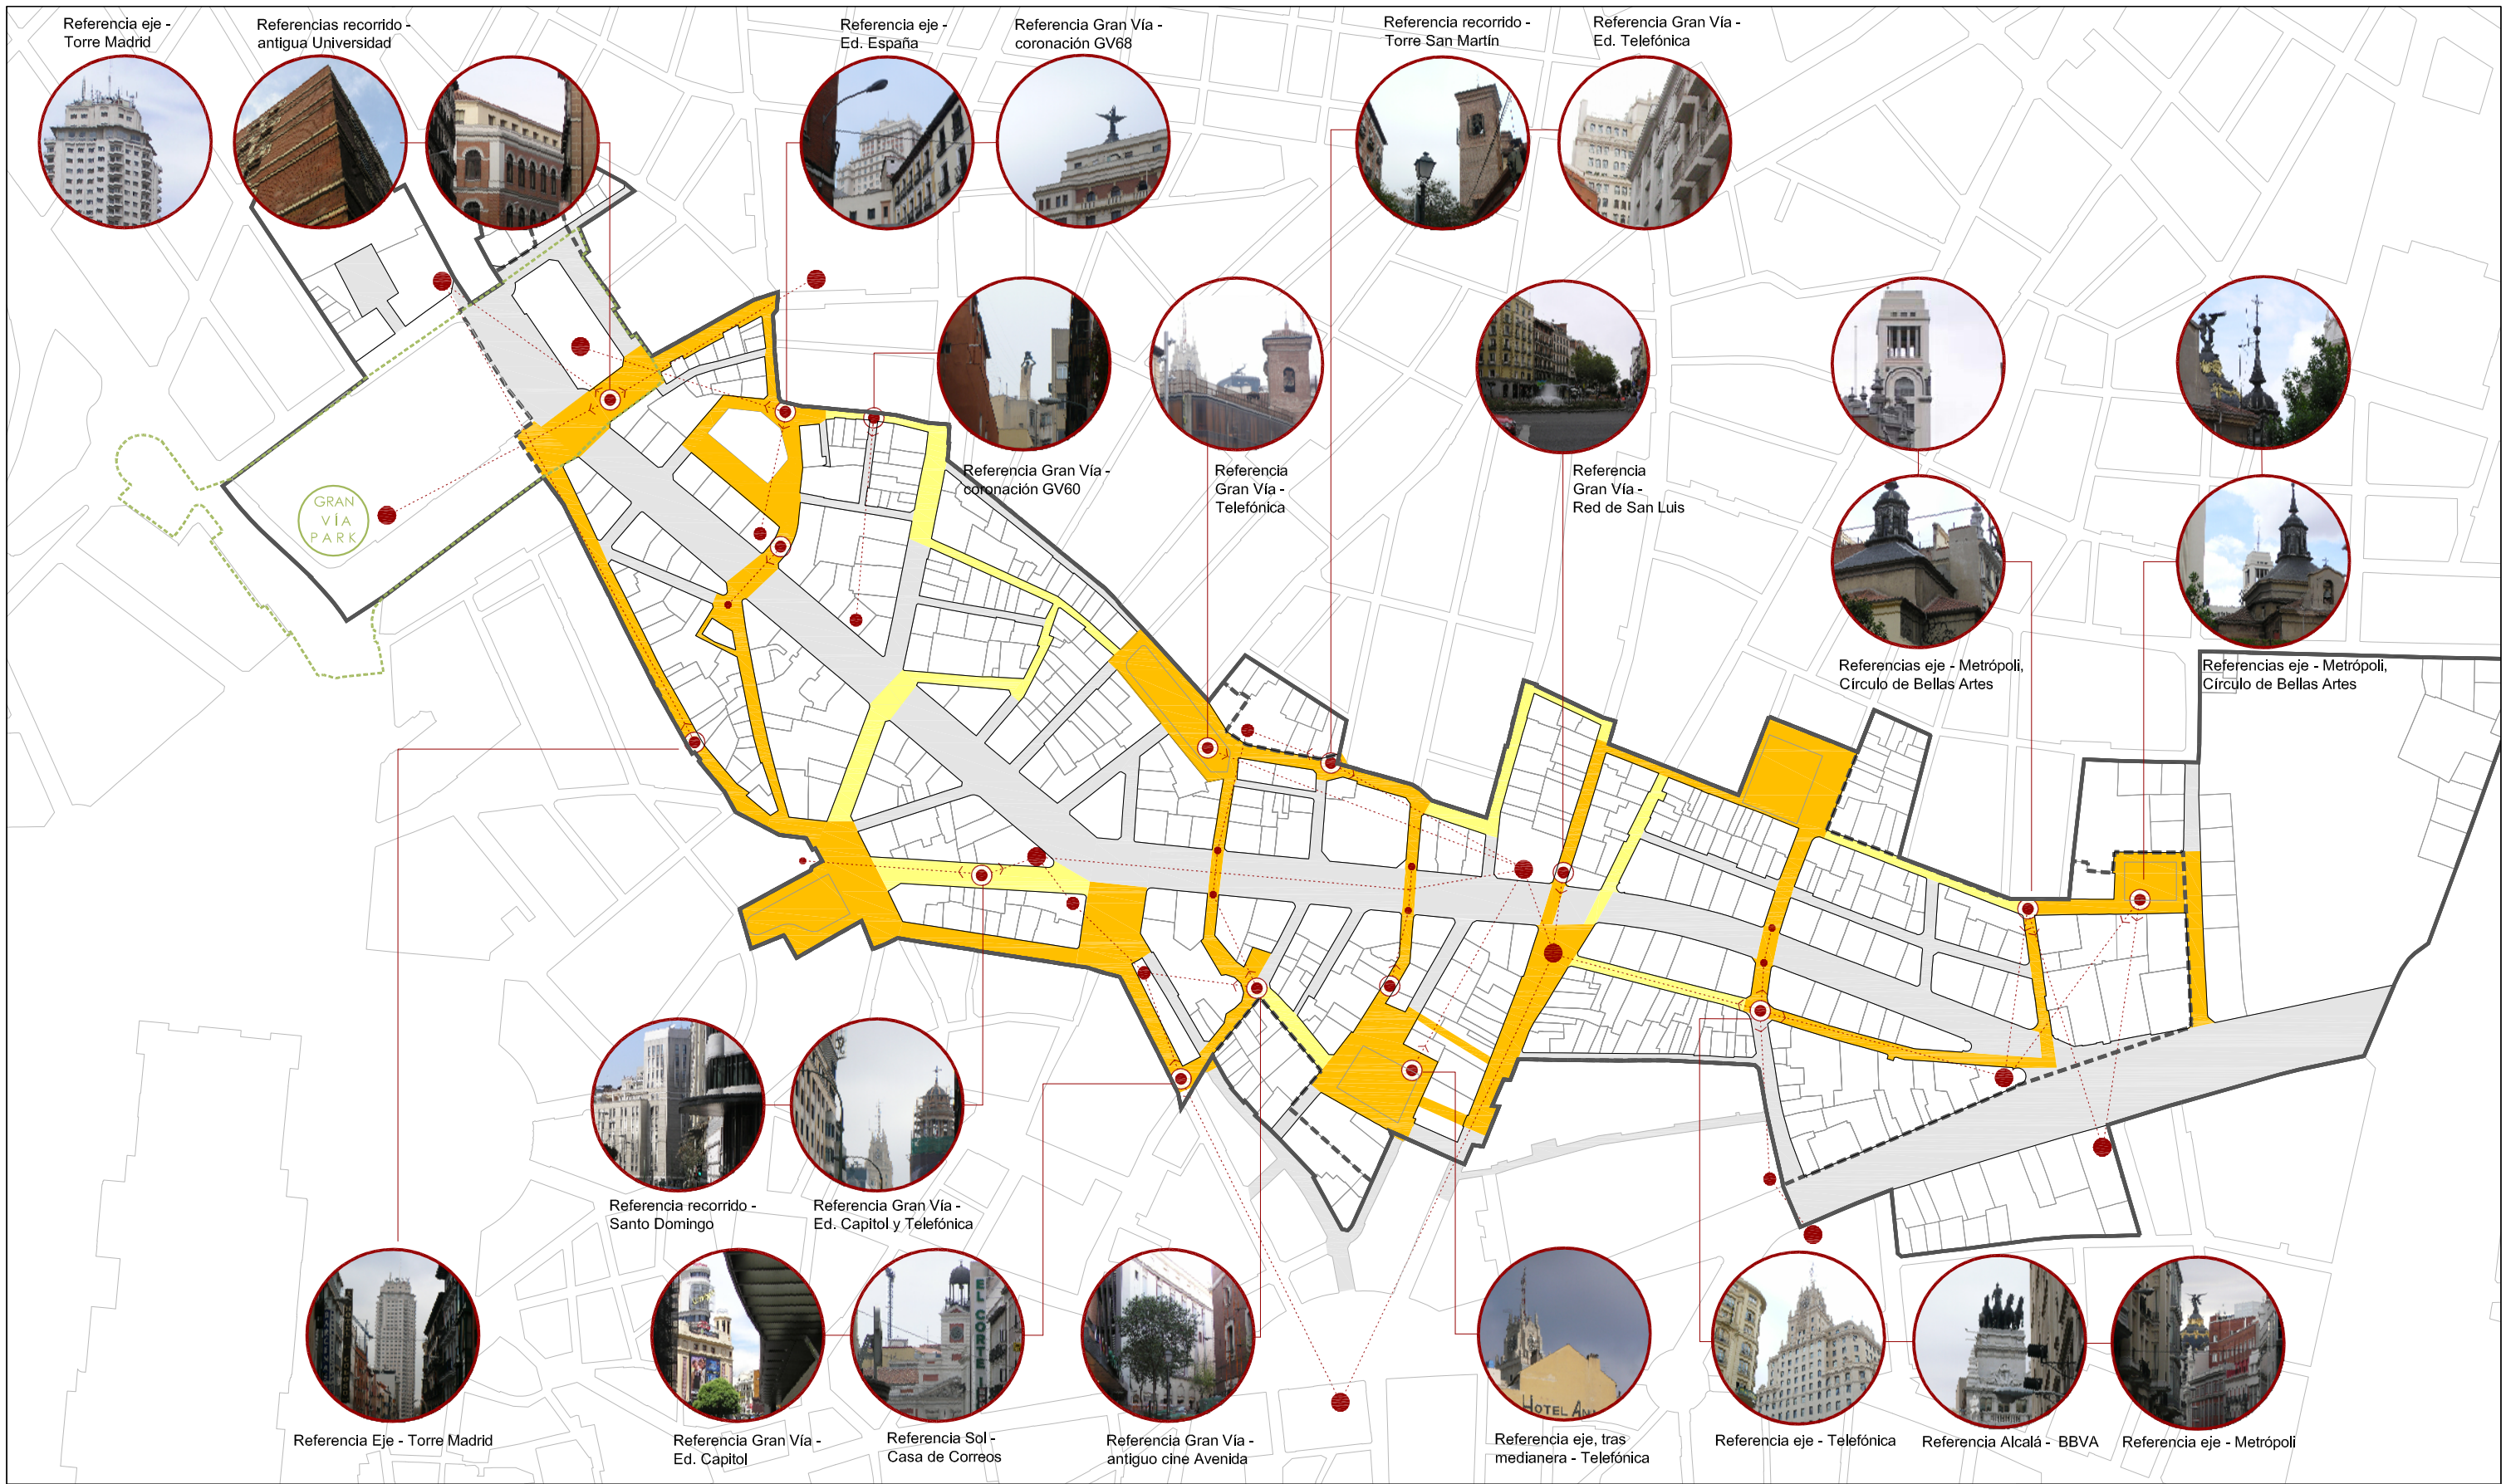 Referencia eje -
Torre Madrid
Referencias recorrido -
antigua Universidad
Referencia eje -
Ed. España
Referencia Gran Vía -
coronación GV68
Referencia recorrido -
Torre San Martín
Referencia Gran Vía -
Ed. Telefónica
Referencia Gran Vía -
coronación GV60
Referencia
Gran Vía -
Telefónica
Referencia
Gran Vía -
Red de San Luis
GRAN
VÍA
PARK
Referencias eje - Metrópoli,
Círculo de Bellas Artes
Referencias eje - Metrópoli,
Círculo de Bellas Artes
Referencia recorrido -
Santo Domingo
Referencia Gran Vía -
Ed. Capitol y Telefónica
EL CORTE
HOTEL
Referencia Eje - Torre Madrid
Referencia Gran Vía -
Ed. Capitol
Referencia Sol -
Casa de Correos
Referencia Gran Vía -
antiguo cine Avenida
Referencia eje, tras
medianera - Telefónica
Referencia eje - Telefónica
Referencia Alcalá - BBVA
Referencia eje - Metrópoli